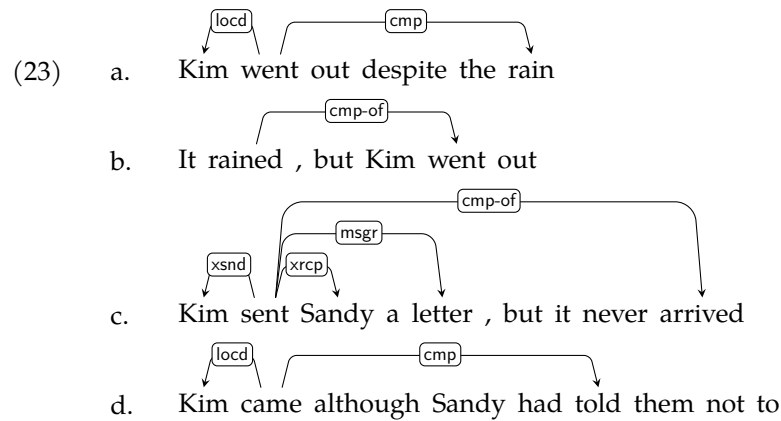 locd cmp
(23) a. Kim went out despite the rain
cmp-of
b. It rained , but Kim went out
cmp-of
msgr
xsnd xrcp
c. Kim sent Sandy a letter , but it never arrived
locd cmp
d. Kim came although Sandy had told them not to